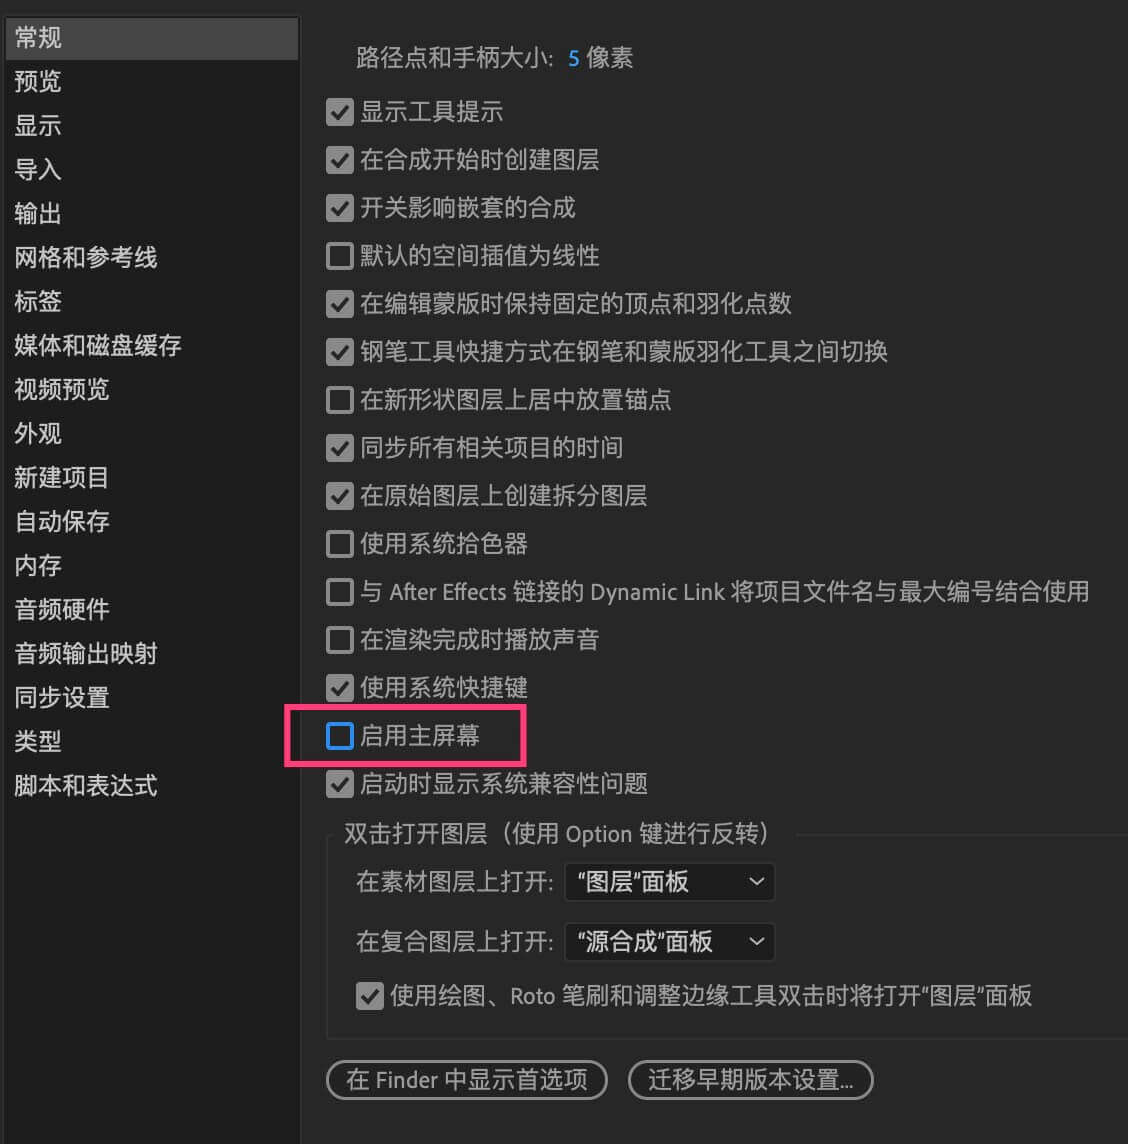 常规
预览
显示
导入
输出
网格和参考线
标签
媒体和磁盘缓存
视频预览
外观
新建项目
自动保存
内存
音频硬件
音频输出映射
同步设置
类型
脚本和表达式
路径点和手柄大小: 5 像素
显示工具提示
在合成开始时创建图层
开关影响嵌套的合成
默认的空间插值为线性
在编辑蒙版时保持固定的顶点和羽化点数
钢笔工具快捷方式在钢笔和蒙版羽化工具之间切换
在新形状图层上居中放置锚点
同步所有相关项目的时间
在原始图层上创建拆分图层
使用系统拾色器
与 After Effects 链接的 Dynamic Link 将项目文件名与最大编号结合使用
在渲染完成时播放声音
使用系统快捷键
启用主屏幕
启动时显示系统兼容性问题
双击打开图层（使用 Option 键进行反转）
在素材图层上打开: “图层”面板
在复合图层上打开: “源合成”面板
使用绘图、Roto 笔刷和调整边缘工具双击时将打开“图层”面板
在 Finder 中显示首选项 迁移早期版本设置...